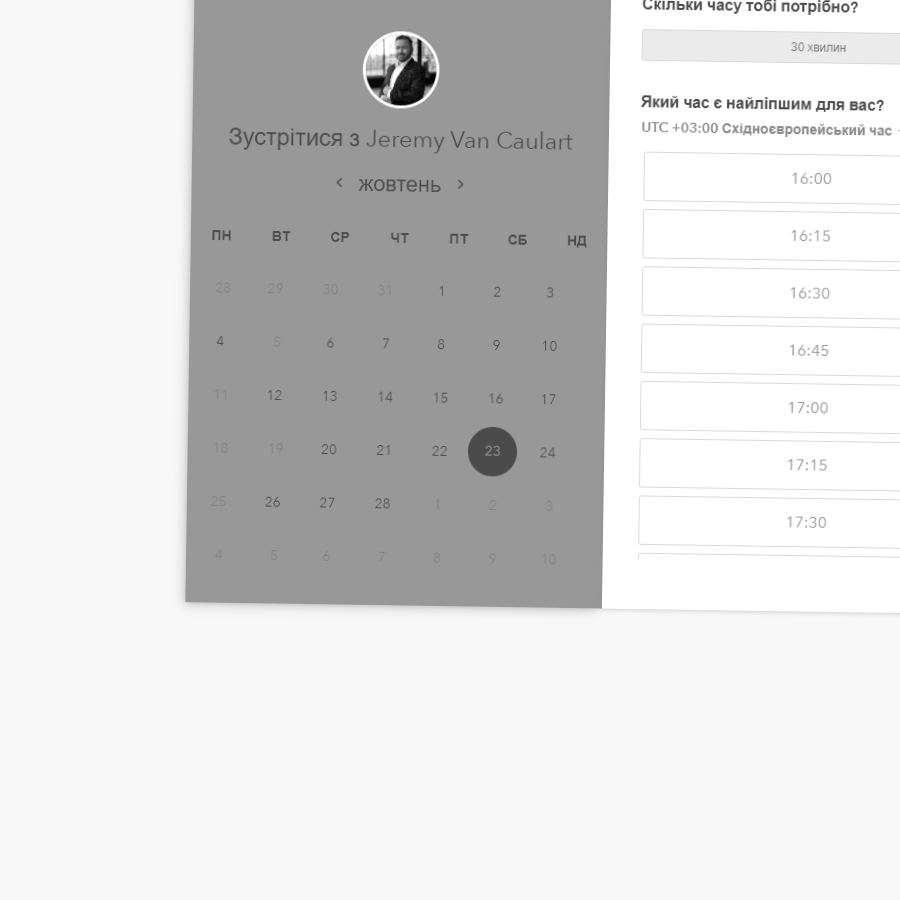 Зустрітися з Jeremy Van Caulart
‹ жовтень ›
ПН ВТ СР ЧТ ПТ СБ НД
28 29 30 31 1 2 3
4 5 6 7 8 9 10
11 12 13 14 15 16 17
18 19 20 21 22 23 24
25 26 27 28 1 2 3
4 5 6 7 8 9 10
Скільки часу тобі потрібно?
30 хвилин
Який час є найліпшим для вас?
UTC +03:00 Східноєвропейський час
16:00
16:15
16:30
16:45
17:00
17:15
17:30